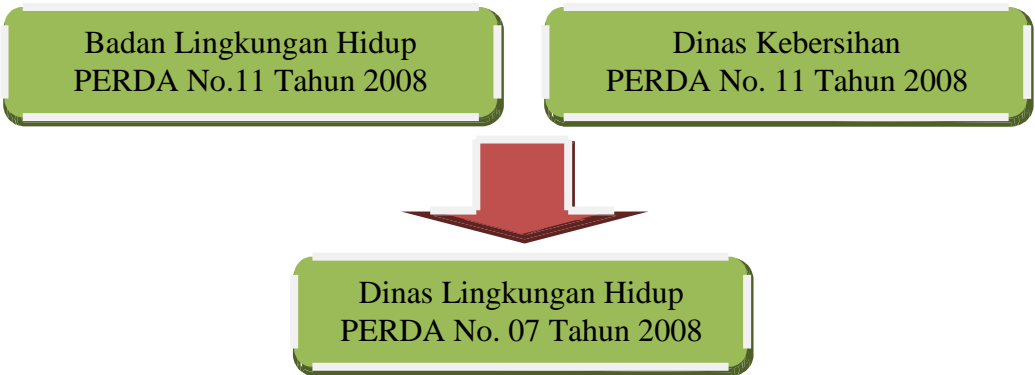 Badan Lingkungan Hidup
PERDA No.11 Tahun 2008
Dinas Kebersihan
PERDA No. 11 Tahun 2008
Dinas Lingkungan Hidup
PERDA No. 07 Tahun 2008